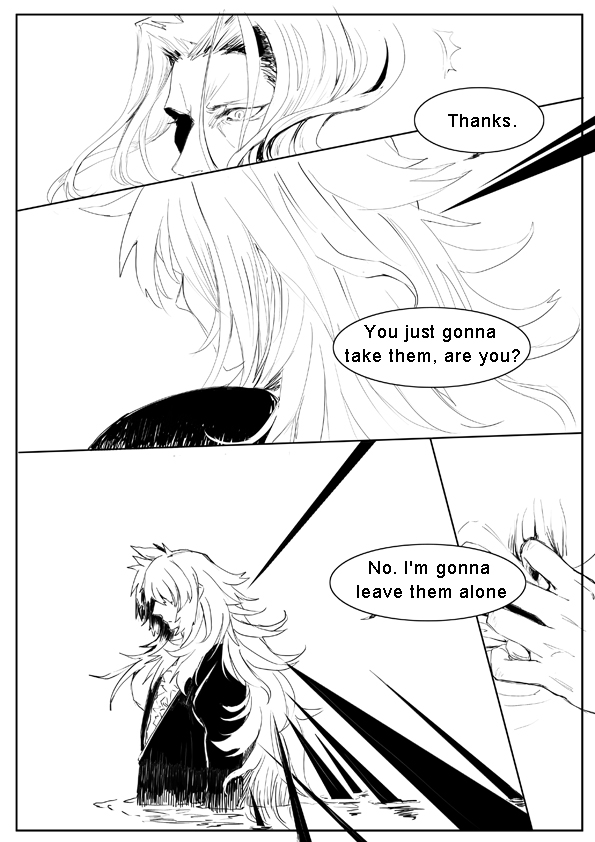 Thanks.
You just gonna
take them, are you?
No. I'm gonna
leave them alone